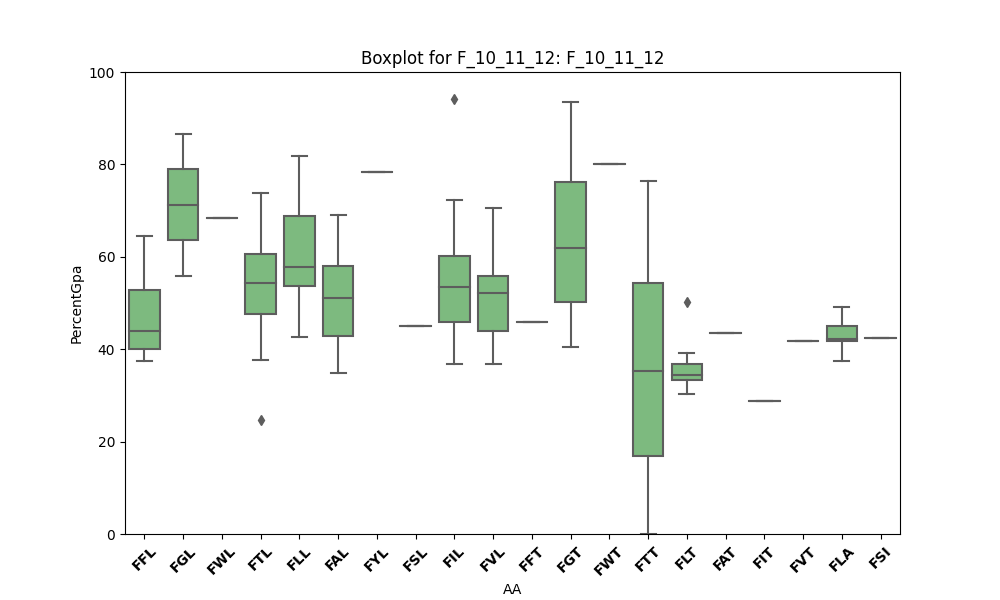 Boxplot for F_10_11_12: F_10_11_12
100
80
60
40
20
0
PercentGpa
FFL FGL FWL FTL FLL FAL FYL FSL FIL FVL FFT FGT FWT FTT FLT FAT FIT FVT FLA FSI
AA